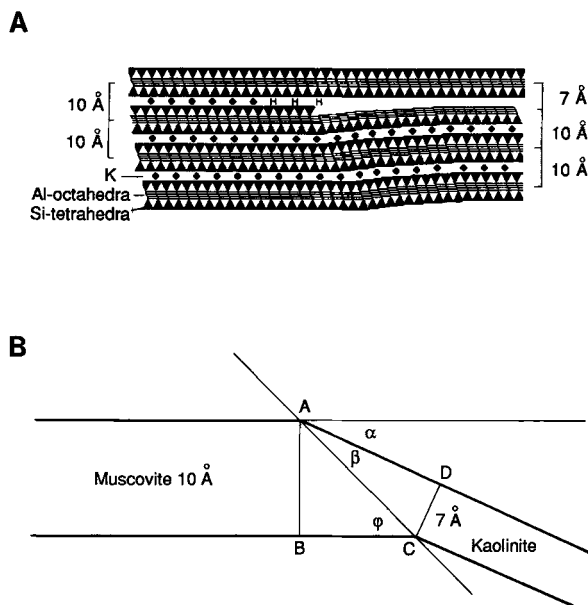 A
H H H
10 Å
7 Å
10 Å
10 Å
K
10 Å
Al-octahedra
Si-tetrahedra
B
A
α
β
D
Muscovite 10 Å
7 Å
φ
Kaolinite
B
C